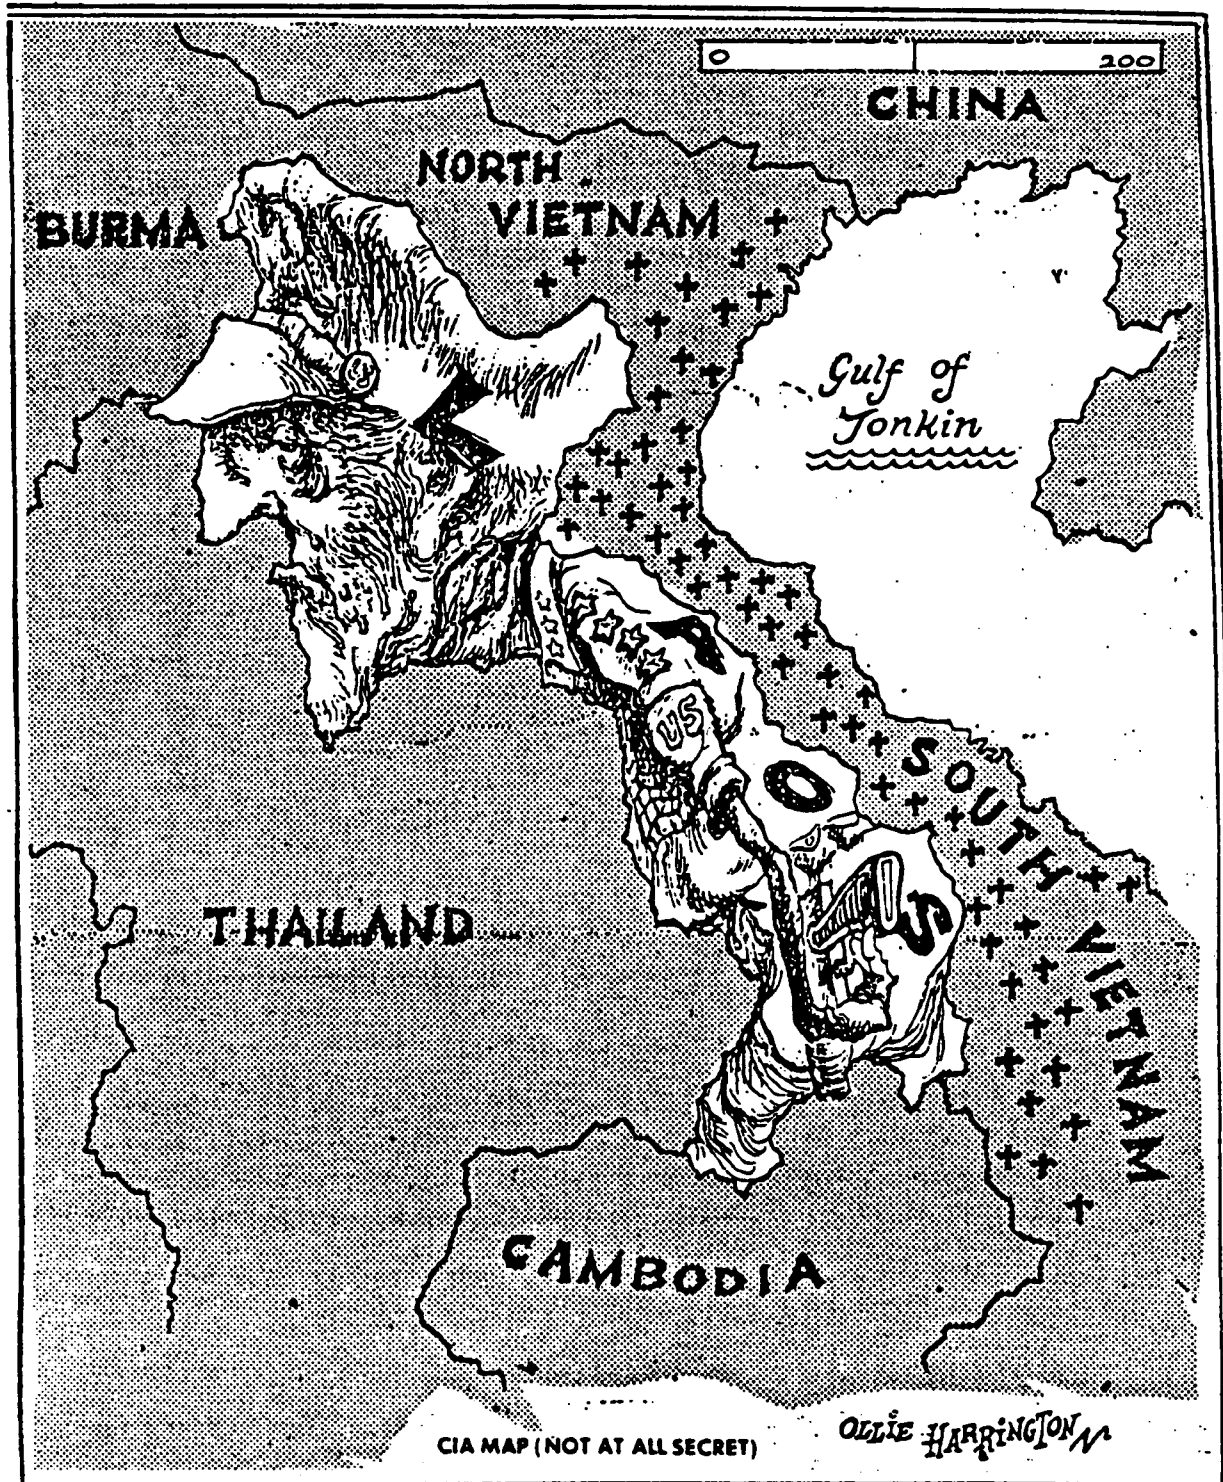 0 200
CHINA
NORTH
VIETNAM
BURMA
Gulf of
Tonkin
LAOS
US
SOUTH VIETNAM
THAILAND
CAMBODIA
CIA MAP (NOT AT ALL SECRET)
OLLIE HARRINGTON